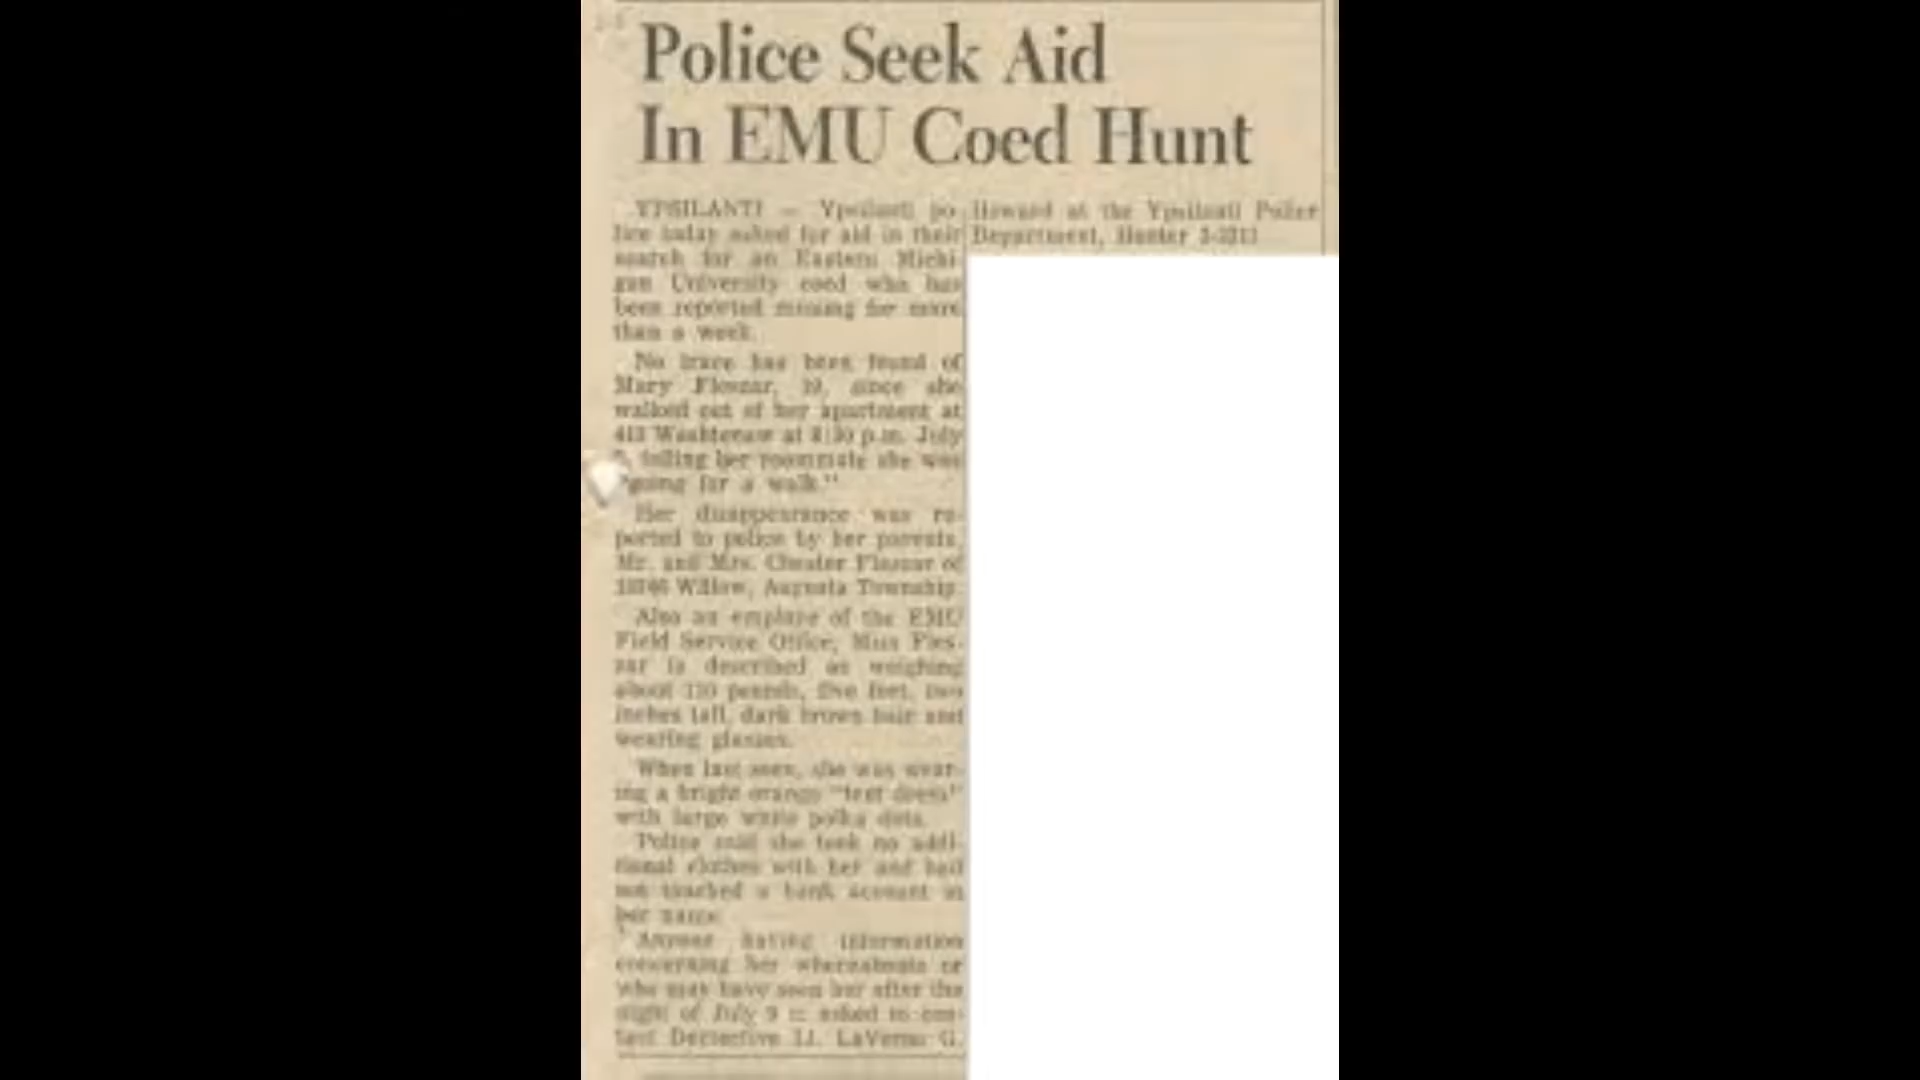 Police Seek Aid
In EMU Coed Hunt
YPSILANTI — Ypsilanti po-
lice today asked for aid in their
search for an Eastern Michi-
gan University coed who has
been reported missing for more
than a week.
No trace has been found of
Mary Fleszar, 19, since she
walked out of her apartment at
413 Washtenaw at 8:30 p.m. July
telling her roommate she was
"going for a walk."
Her disappearance was re-
ported to police by her parents,
Mr. and Mrs. Chester Fleszar of
Willow, Augusta Township.
Also an employe of the EMU
Field Service Office, Miss Fles-
zar is described as weighing
about 110 pounds, five feet, two
inches tall, dark brown hair and
wearing glasses.
When last seen, she was wear-
ing a bright orange "tent dress"
with large white polka dots.
Police said she took no addi-
tional clothes with her and had
not touched a bank account in
her name.
Anyone having information
concerning her whereabouts or
who may have seen her after the
night of July 9 is asked to con-
tact Detective Lt. LaVerne G.
Howard at the Ypsilanti Police
Department, Hunter